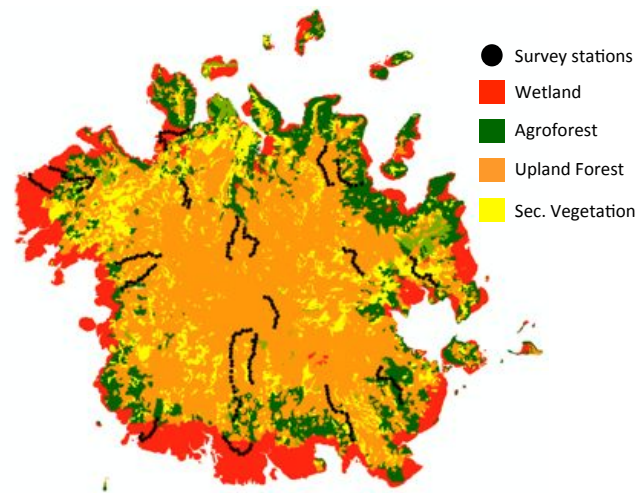 Survey stations
Wetland
Agroforest
Upland Forest
Sec. Vegetation